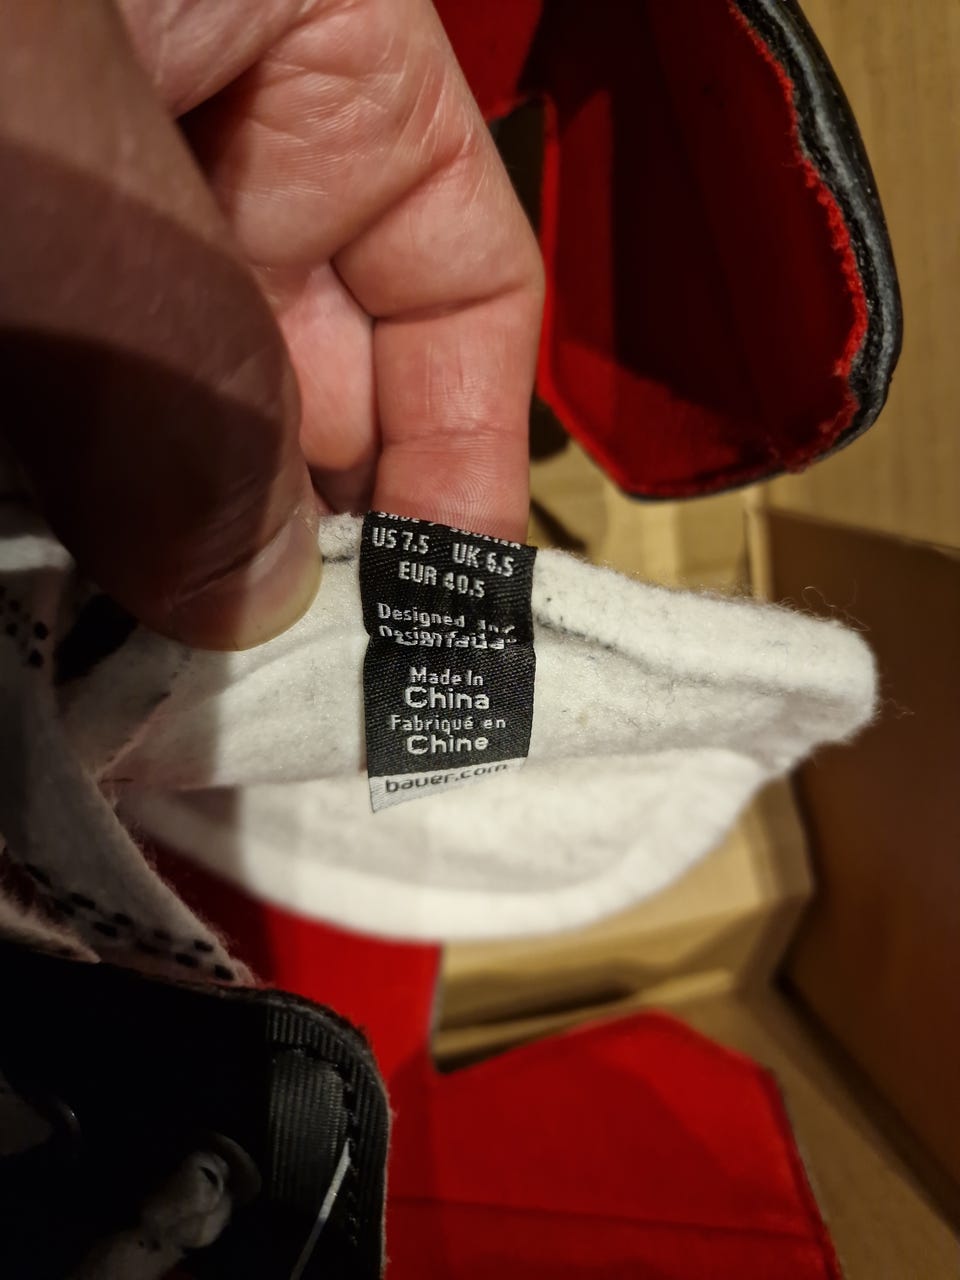 US 7.5 UK 6.5
EUR 40.5
Designed in
Made In
China
Fabriqué en
Chine
bauer.com